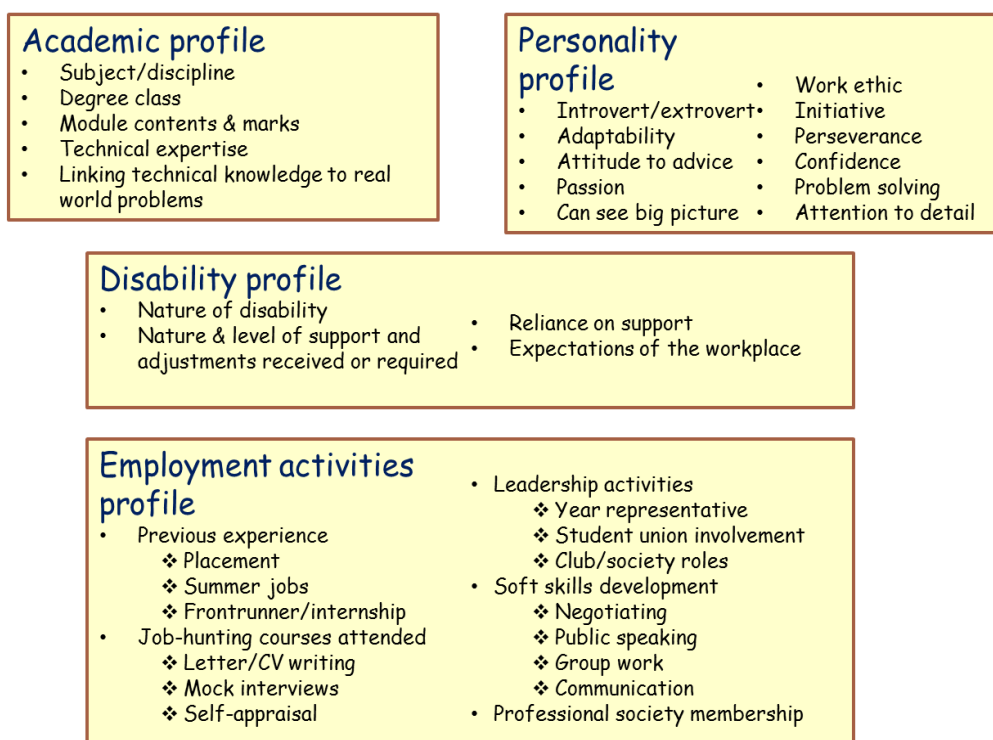 Academic profile
• Subject/discipline
• Degree class
• Module contents & marks
• Technical expertise
• Linking technical knowledge to real
world problems
Personality
profile
• Introvert/extrovert
• Adaptability
• Attitude to advice
• Passion
• Can see big picture
• Work ethic
• Initiative
• Perseverance
• Confidence
• Problem solving
• Attention to detail
Disability profile
• Nature of disability
• Nature & level of support and
adjustments received or required
• Reliance on support
• Expectations of the workplace
Employment activities
profile
• Previous experience
❖ Placement
❖ Summer jobs
❖ Frontrunner/internship
• Job-hunting courses attended
❖ Letter/CV writing
❖ Mock interviews
❖ Self-appraisal
• Leadership activities
❖ Year representative
❖ Student union involvement
❖ Club/society roles
• Soft skills development
❖ Negotiating
❖ Public speaking
❖ Group work
❖ Communication
• Professional society membership